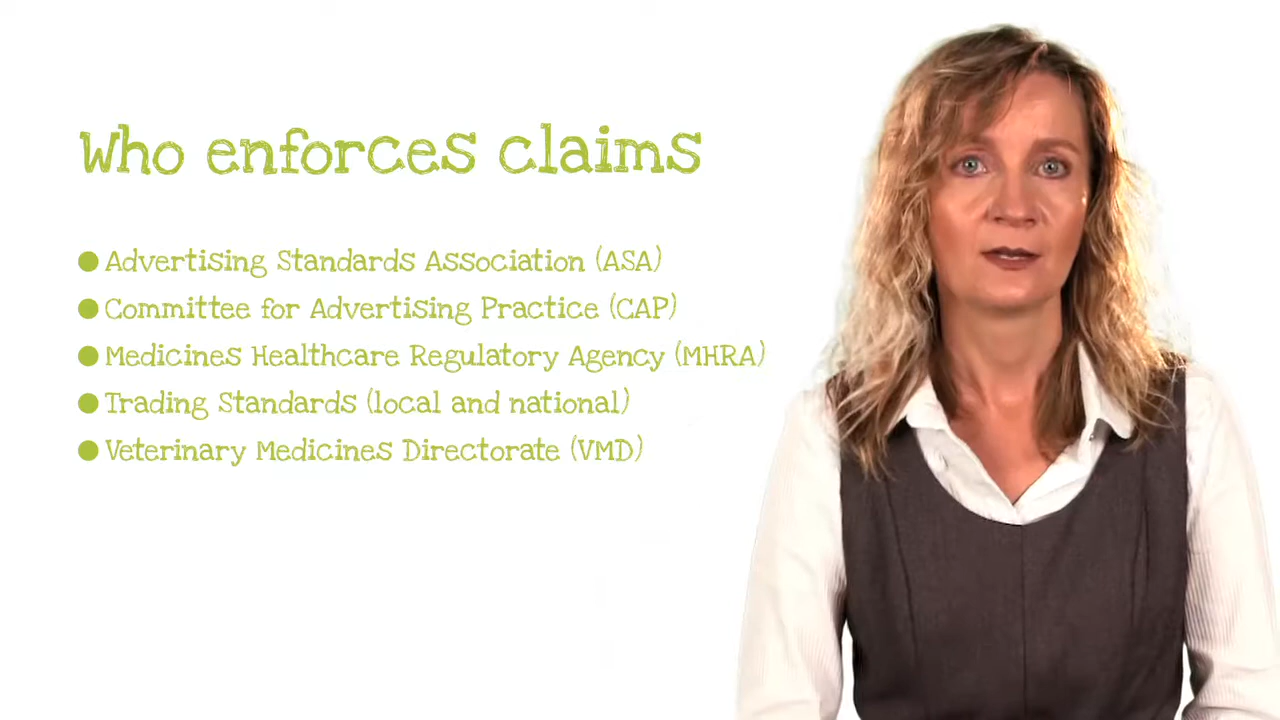 Who enforces claims
Advertising Standards Association (ASA)
Committee for Advertising Practice (CAP)
Medicines Healthcare Regulatory Agency (MHRA)
Trading Standards (local and national)
Veterinary Medicines Directorate (VMD)